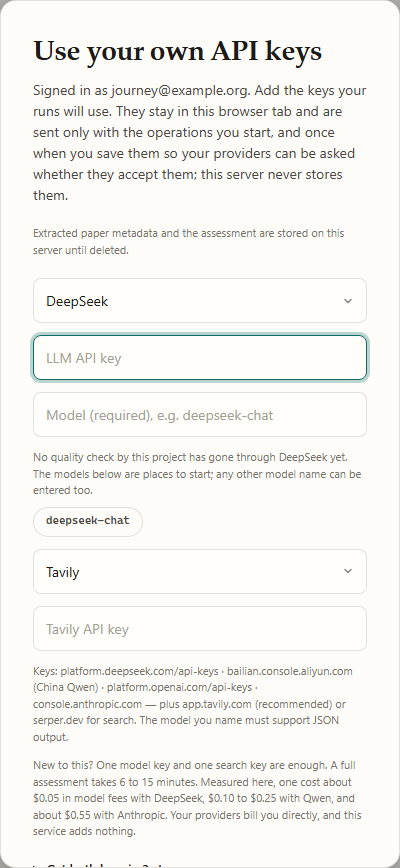 Use your own API keys
Signed in as journey@example.org. Add the keys your
runs will use. They stay in this browser tab and are
sent only with the operations you start, and once
when you save them so your providers can be asked
whether they accept them; this server never stores
them.
Extracted paper metadata and the assessment are stored on this
server until deleted.
DeepSeek
LLM API key
Model (required), e.g. deepseek-chat
No quality check by this project has gone through DeepSeek yet.
The models below are places to start; any other model name can be
entered too.
deepseek-chat
Tavily
Tavily API key
Keys: platform.deepseek.com/api-keys · bailian.console.aliyun.com
(China Qwen) · platform.openai.com/api-keys ·
console.anthropic.com — plus app.tavily.com (recommended) or
serper.dev for search. The model you name must support JSON
output.
New to this? One model key and one search key are enough. A full
assessment takes 6 to 15 minutes. Measured here, one cost about
$0.05 in model fees with DeepSeek, $0.10 to $0.25 with Qwen, and
about $0.55 with Anthropic. Your providers bill you directly, and this
service adds nothing.